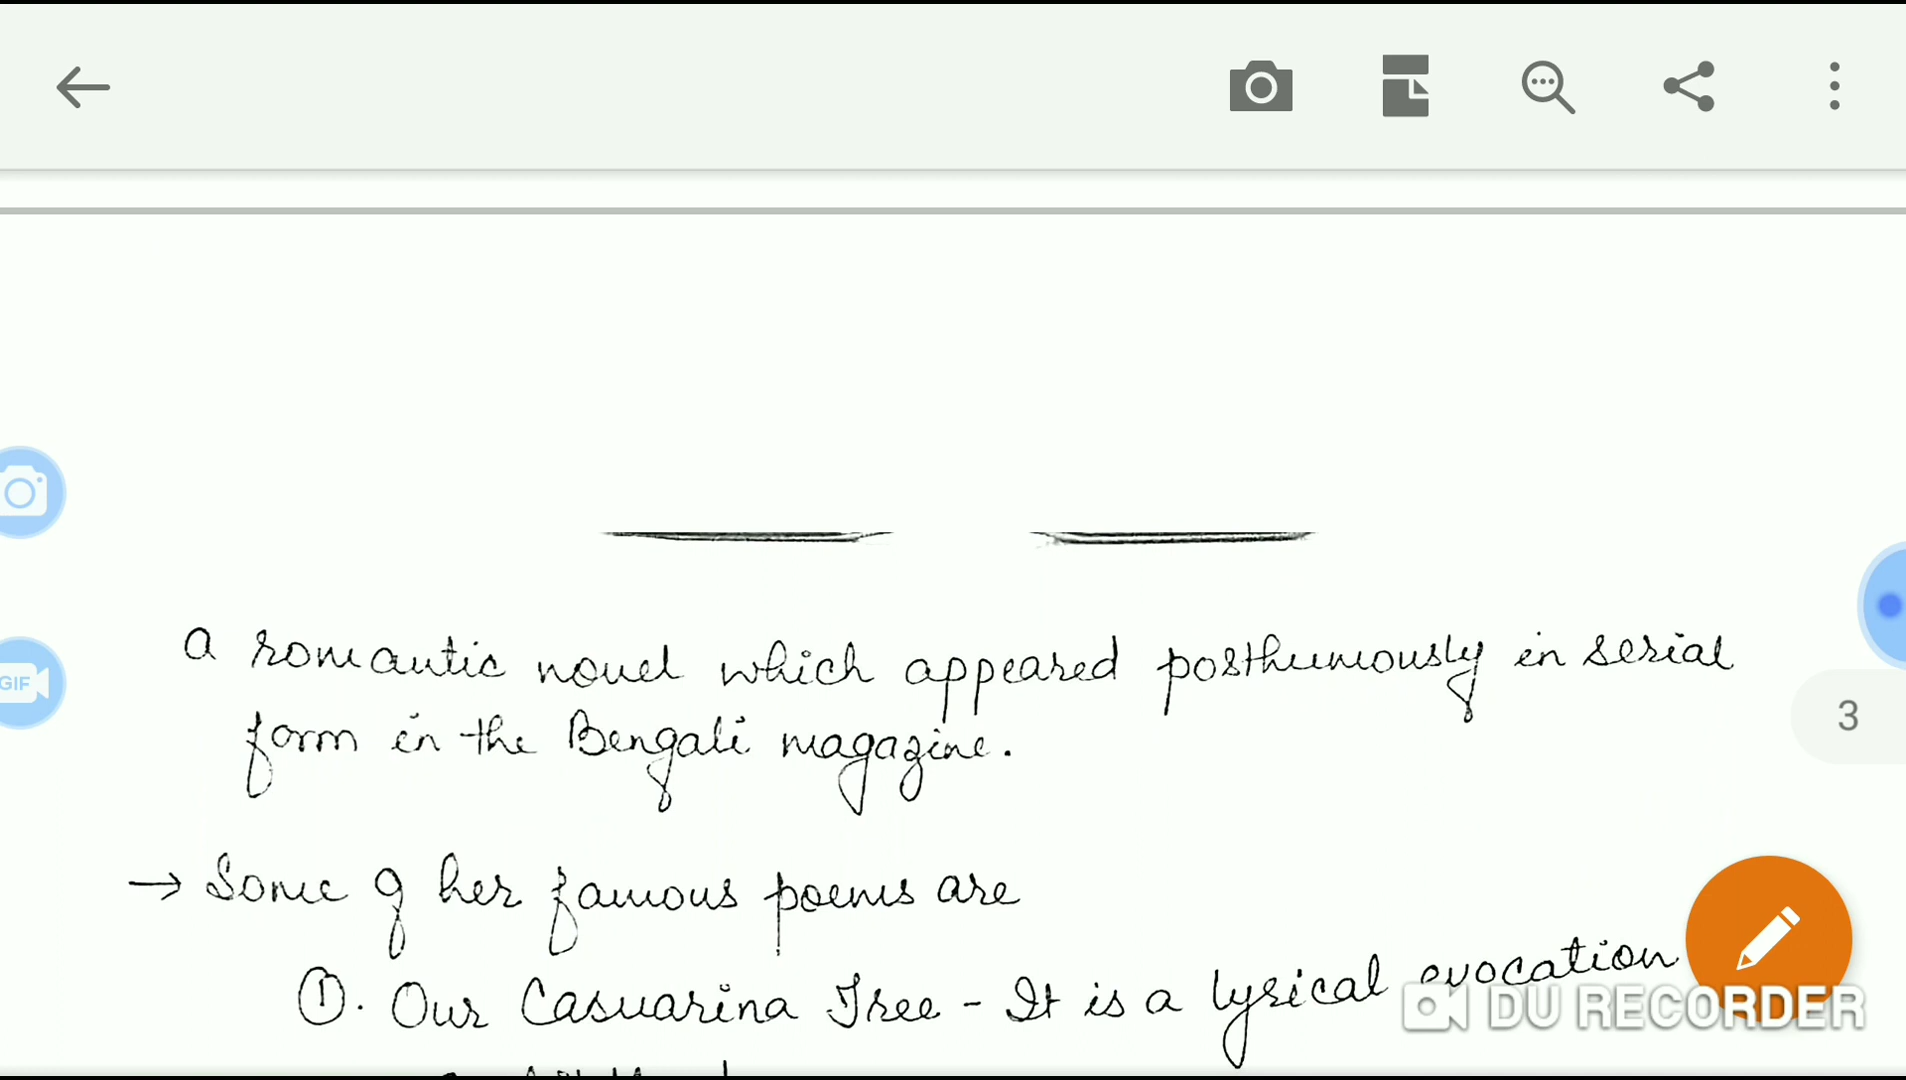 a romantic novel which appeared posthumously in serial
form in the Bengali magazine.
→ Some of her famous poems are
①. Our Casuarina Tree - It is a lyrical evocation
GIF
3
DU RECORDER